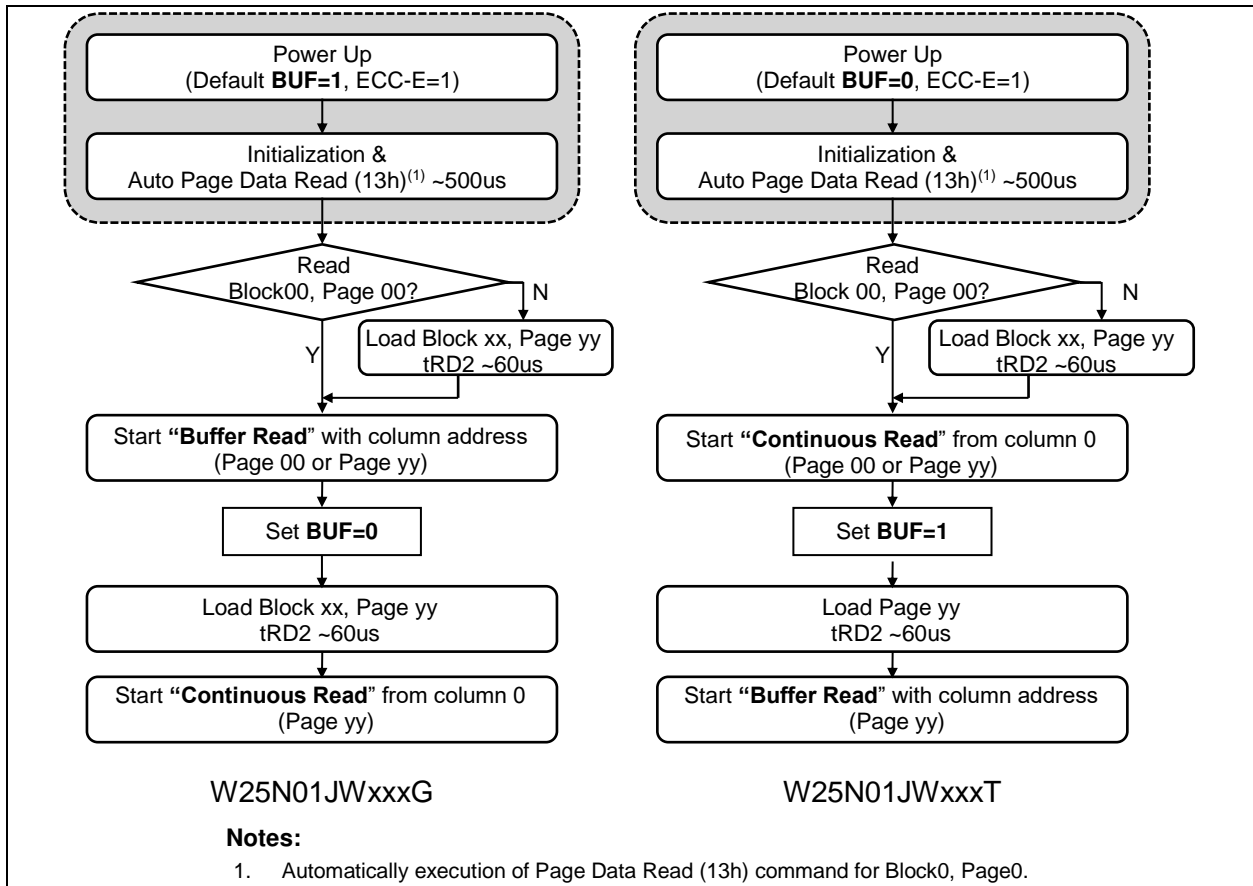 Power Up
(Default BUF=1, ECC-E=1)
Initialization &
Auto Page Data Read (13h)(1) ~500us
Read
Block00, Page 00?
N
Y
Load Block xx, Page yy
tRD2 ~60us
Start “Buffer Read” with column address
(Page 00 or Page yy)
Set BUF=0
Load Block xx, Page yy
tRD2 ~60us
Start “Continuous Read” from column 0
(Page yy)
W25N01JWxxxG
Power Up
(Default BUF=0, ECC-E=1)
Initialization &
Auto Page Data Read (13h)(1) ~500us
Read
Block 00, Page 00?
N
Y
Load Block xx, Page yy
tRD2 ~60us
Start “Continuous Read” from column 0
(Page 00 or Page yy)
Set BUF=1
Load Page yy
tRD2 ~60us
Start “Buffer Read” with column address
(Page yy)
W25N01JWxxxT
Notes:
1. Automatically execution of Page Data Read (13h) command for Block0, Page0.